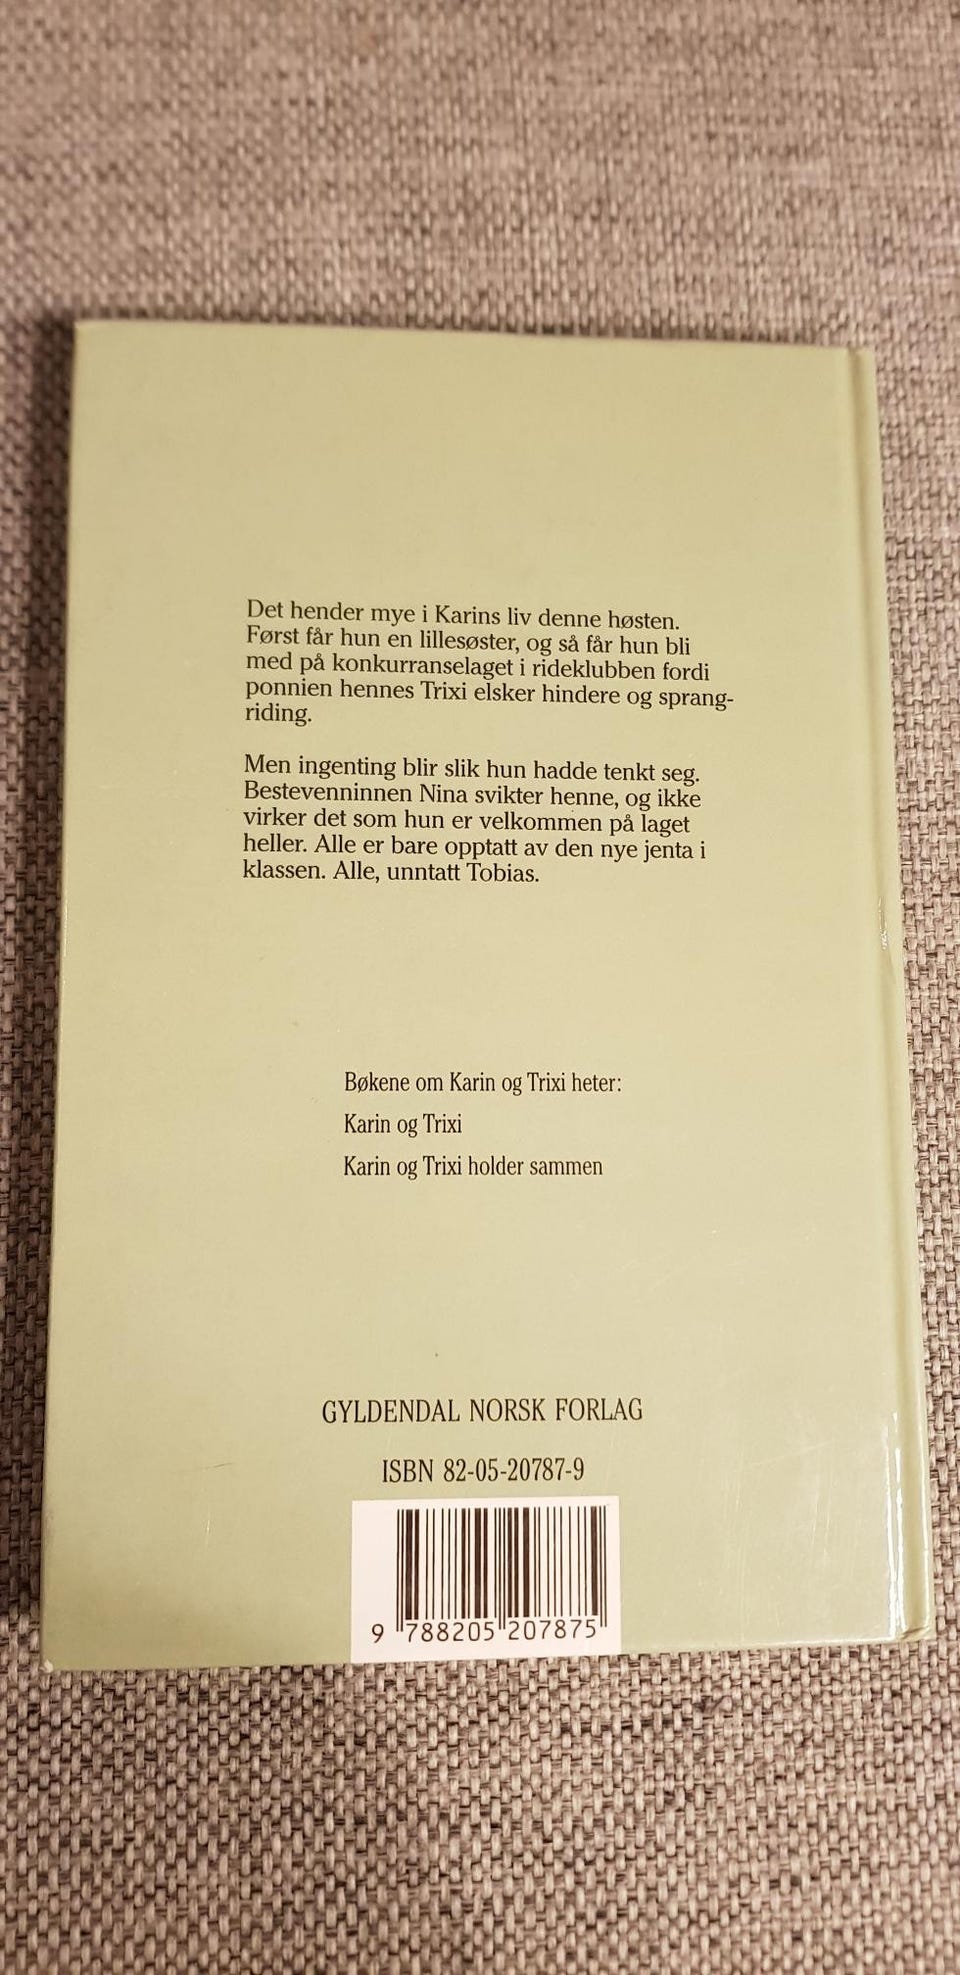 Det hender mye i Karins liv denne høsten.
Først får hun en lillesøster, og så får hun bli
med på konkurranselaget i rideklubben fordi
ponnien hennes Trixi elsker hindere og sprang-
riding.
Men ingenting blir slik hun hadde tenkt seg.
Bestevenninnen Nina svikter henne, og ikke
virker det som hun er velkommen på laget
heller. Alle er bare opptatt av den nye jenta i
klassen. Alle, unntatt Tobias.
Bøkene om Karin og Trixi heter:
Karin og Trixi
Karin og Trixi holder sammen
GYLDENDAL NORSK FORLAG
ISBN 82-05-20787-9
9 788205 207875